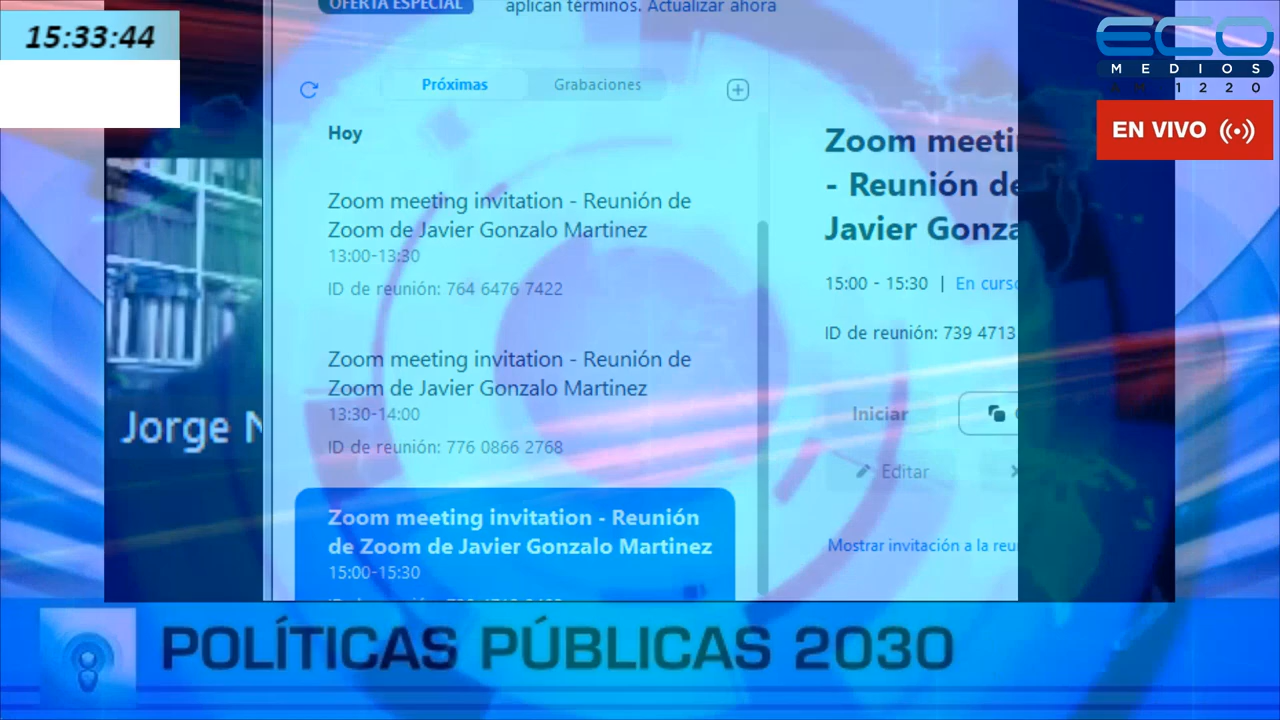 15:33:44
OFERTA ESPECIAL
aplican términos. Actualizar ahora
ECO
MEDIOS
AM 1220
EN VIVO
Próximas
Grabaciones
Hoy
Zoom meeting invitation - Reunión de
Zoom de Javier Gonzalo Martinez
13:00-13:30
ID de reunión: 764 6476 7422
Zoom meeting invitation - Reunión de
Zoom de Javier Gonzalo Martinez
13:30-14:00
ID de reunión: 776 0866 2768
Zoom meeting invitation - Reunión
de Zoom de Javier Gonzalo Martinez
15:00-15:30
Zoom meeti
- Reunión de
Javier Gonza
15:00 - 15:30 | En curso
ID de reunión: 739 4713
Iniciar
Editar
Mostrar invitación a la reu
Jorge N
POLÍTICAS PÚBLICAS 2030